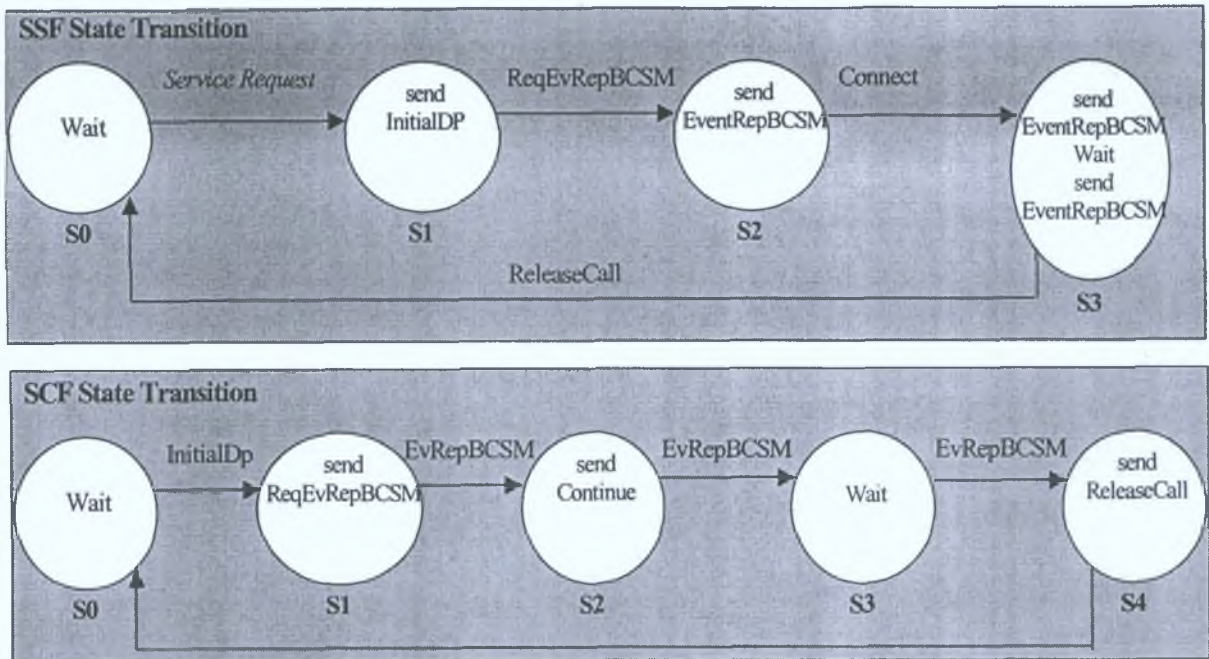 SSF State Transition
Wait
Service Request
send
InitialDP
ReqEvRepBCSM
send
EventRepBCSM
Connect
send
EventRepBCSM
Wait
send
EventRepBCSM
S0
S1
S2
S3
ReleaseCall
SCF State Transition
Wait
InitialDp
send
ReqEvRepBCSM
EvRepBCSM
send
Continue
EvRepBCSM
Wait
EvRepBCSM
send
ReleaseCall
S0
S1
S2
S3
S4